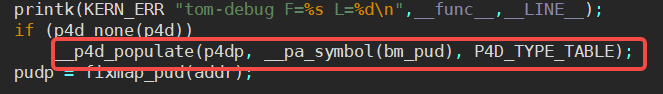 printk(KERN_ERR "tom-debug F=%s L=%d\n",__func__,__LINE__);
if (p4d_none(p4d))
__p4d_populate(p4dp, __pa_symbol(bm_pud), P4D_TYPE_TABLE);
pudp = fixmap_pud(addr);